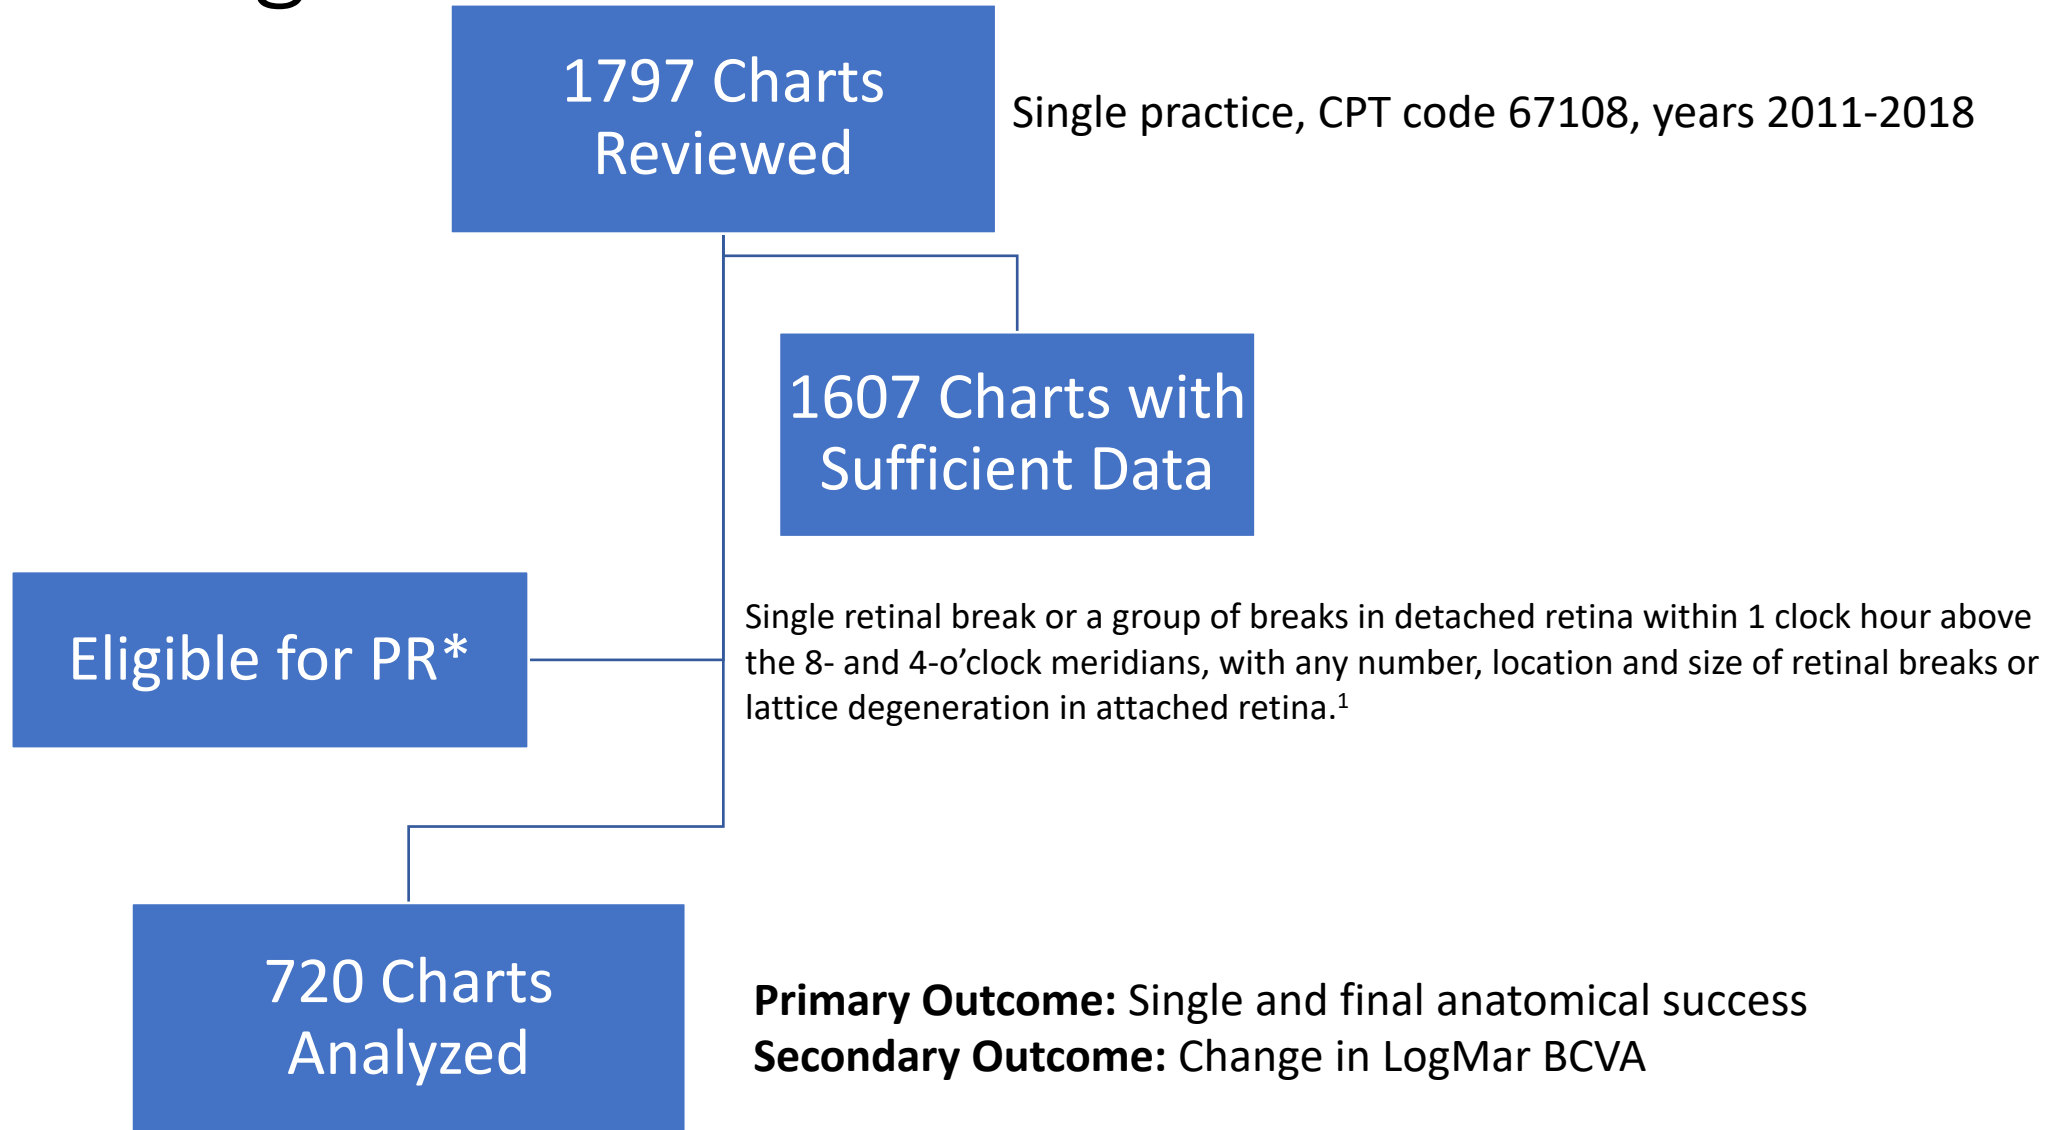 1797 Charts
Reviewed
Single practice, CPT code 67108, years 2011-2018
1607 Charts with
Sufficient Data
Eligible for PR*
Single retinal break or a group of breaks in detached retina within 1 clock hour above
the 8- and 4-o’clock meridians, with any number, location and size of retinal breaks or
lattice degeneration in attached retina.¹
720 Charts
Analyzed
Primary Outcome: Single and final anatomical success
Secondary Outcome: Change in LogMar BCVA